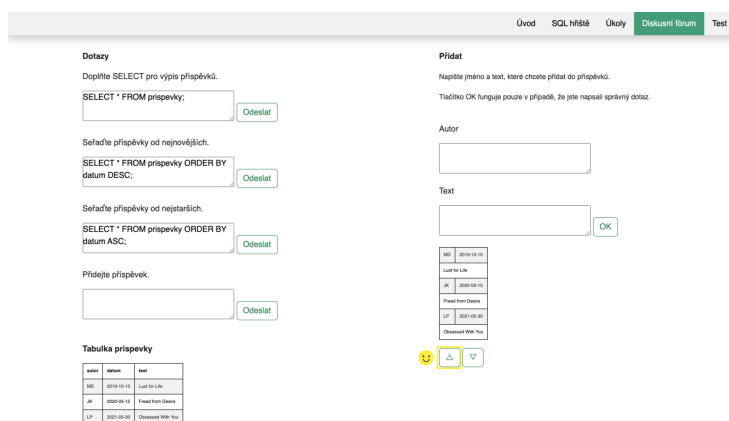 Úvod SQL hřiště Úkoly Diskusní fórum Test
Dotazy
Doplňte SELECT pro výpis příspěvků.
SELECT * FROM prispevky;
Odeslat
Seřaďte příspěvky od nejnovějších.
SELECT * FROM prispevky ORDER BY
datum DESC;
Odeslat
Seřaďte příspěvky od nejstarších.
SELECT * FROM prispevky ORDER BY
datum ASC;
Odeslat
Přidejte příspěvek.
Odeslat
Tabulka prispevky
autor datum text
MD 2019-10-15 Lust for Life
JK 2020-05-15 Freed from Desire
LP 2021-05-30 Obsessed With You
Přidat
Napište jméno a text, které chcete přidat do příspěvků.
Tlačítko OK funguje pouze v případě, že jste napsali správný dotaz.
Autor
Text
OK
MD 2019-10-15
Lust for Life
JK 2020-05-15
Freed from Desire
LP 2021-05-30
Obsessed With You